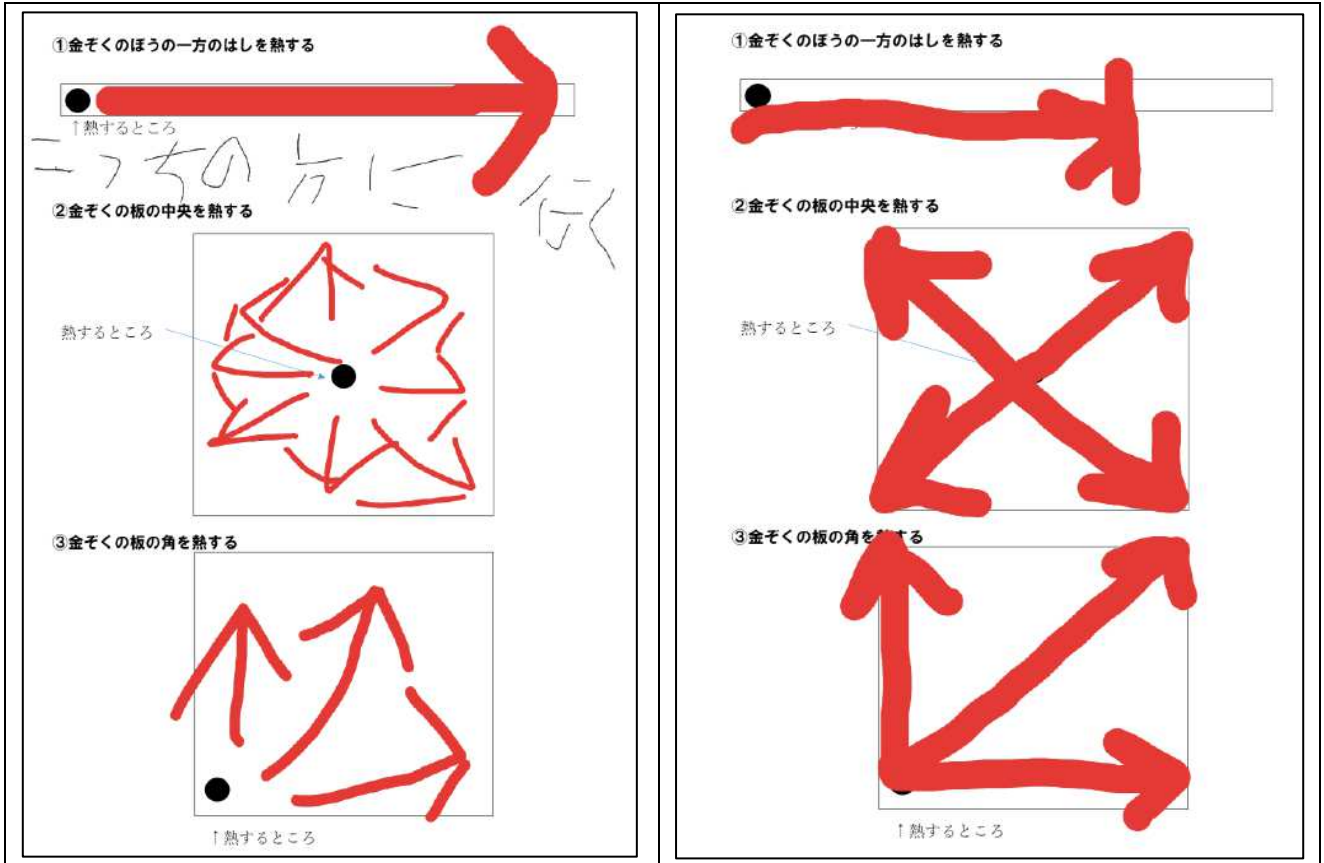 ①金ぞくのぼうの一方のはしを熱する
↑熱するところ
こっちの方に行く
②金ぞくの板の中央を熱する
熱するところ
③金ぞくの板の角を熱する
↑熱するところ
①金ぞくのぼうの一方のはしを熱する
ろ
②金ぞくの板の中央を熱する
熱するところ
③金ぞくの板の角を熱する
↑熱するところ